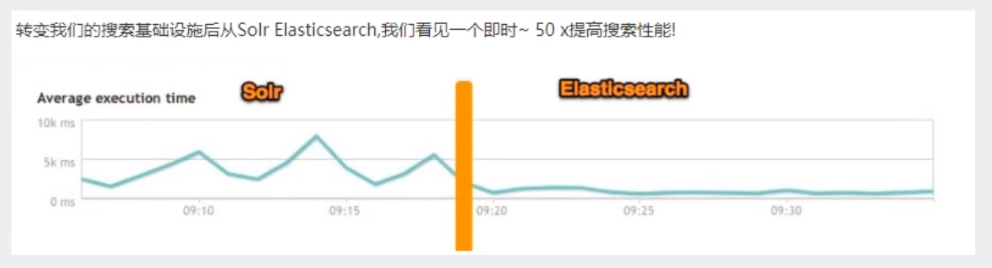 转变我们的搜索基础设施后从Solr Elasticsearch,我们看见一个即时~ 50 x提高搜索性能!
Solr
Elasticsearch
Average execution time
10k ms
5k ms
0 ms
09:10
09:15
09:20
09:25
09:30